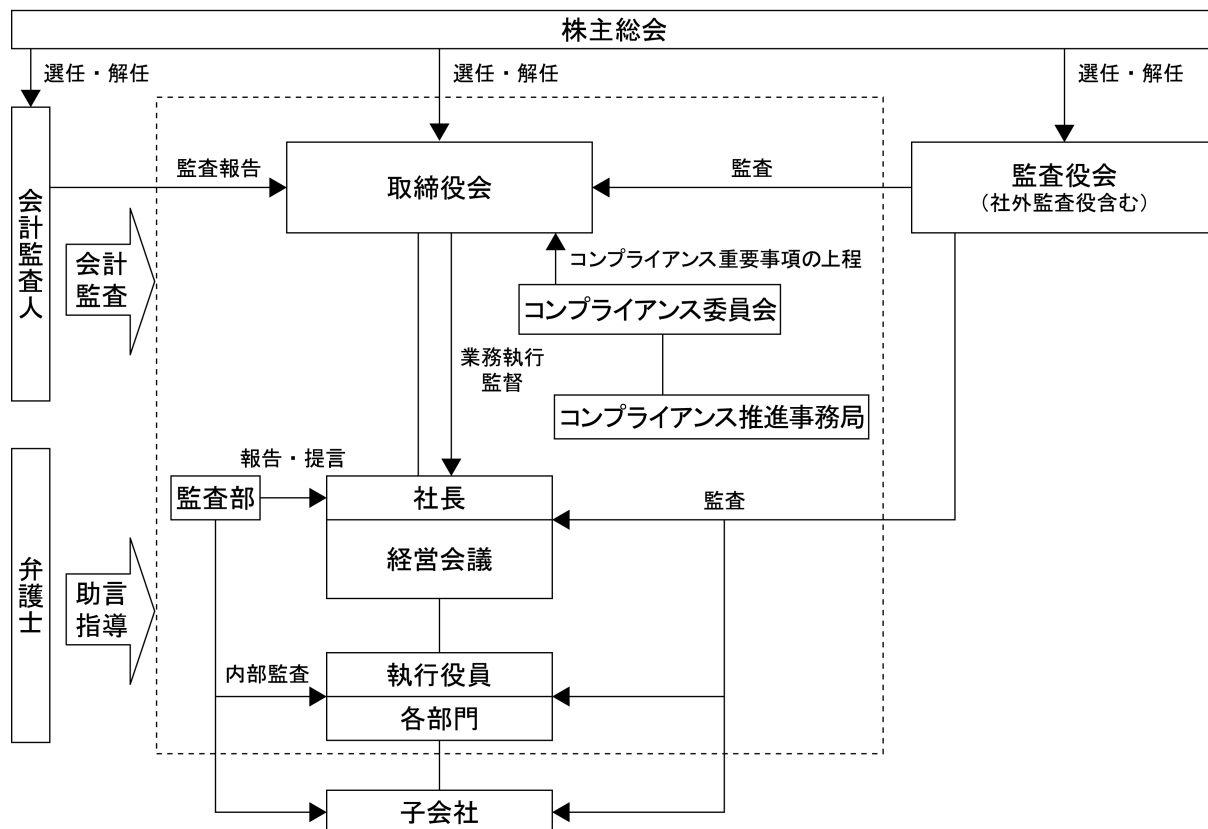 株主総会
選任・解任
選任・解任
選任・解任
会計監査人
監査報告
取締役会
監査
監査役会
（社外監査役含む）
会計
監査
コンプライアンス重要事項の上程
コンプライアンス委員会
業務執行
監督
コンプライアンス推進事務局
報告・提言
監査部
社長
監査
経営会議
弁護士
助言
指導
内部監査
執行役員
各部門
子会社